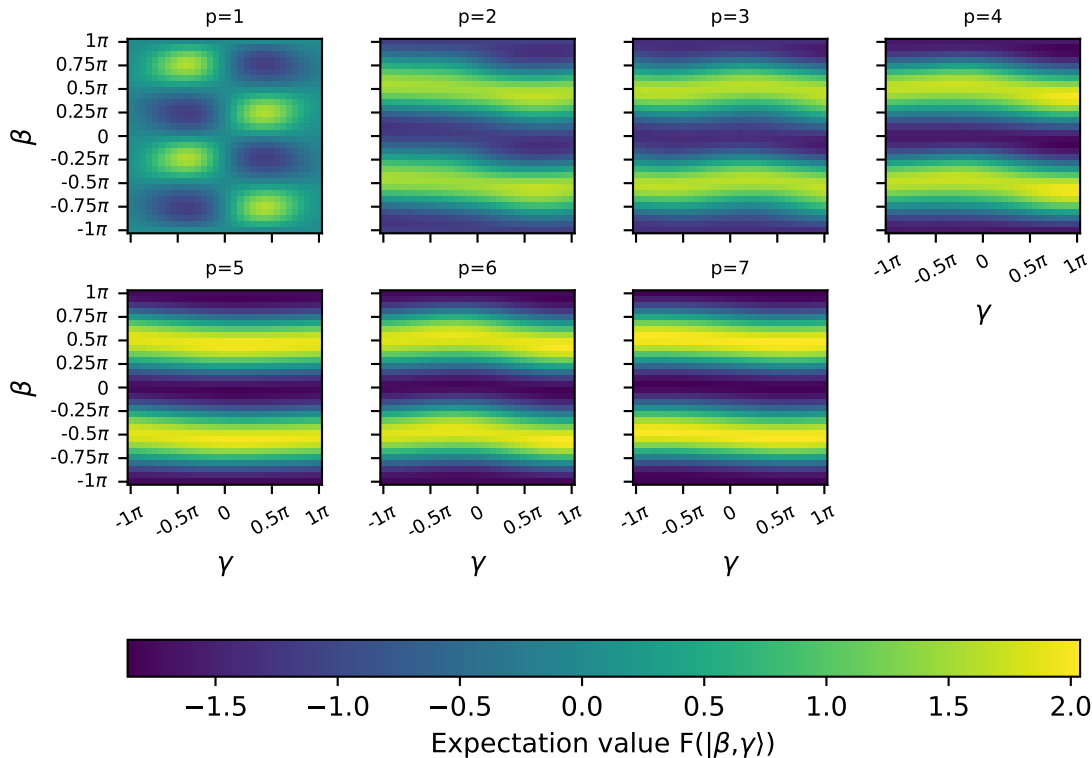 p=1 p=2 p=3 p=4
1π
0.75π
0.5π
0.25π
0
-0.25π
-0.5π
-0.75π
-1π
β
-1π -0.5π 0 0.5π 1π
γ
p=5 p=6 p=7
1π
0.75π
0.5π
0.25π
0
-0.25π
-0.5π
-0.75π
-1π
β
-1π -0.5π 0 0.5π 1π -1π -0.5π 0 0.5π 1π -1π -0.5π 0 0.5π 1π
γ γ γ
−1.5 −1.0 −0.5 0.0 0.5 1.0 1.5 2.0
Expectation value F(|β,γ⟩)